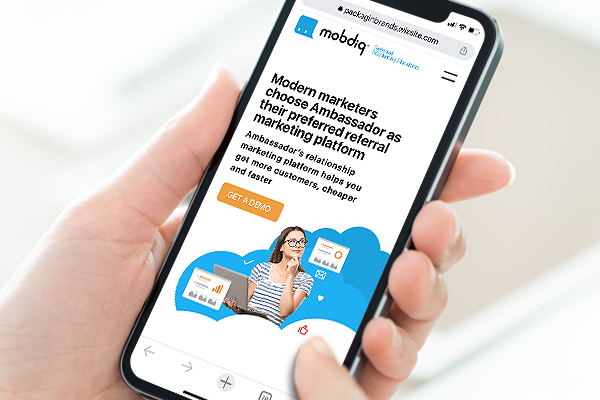 packaginbrands.wixsite.com
mobdiq
Modern marketers
choose Ambassador as
their preferred referral
marketing platform
Ambassador's relationship
marketing platform helps you
get more customers, cheaper
and faster
GET A DEMO